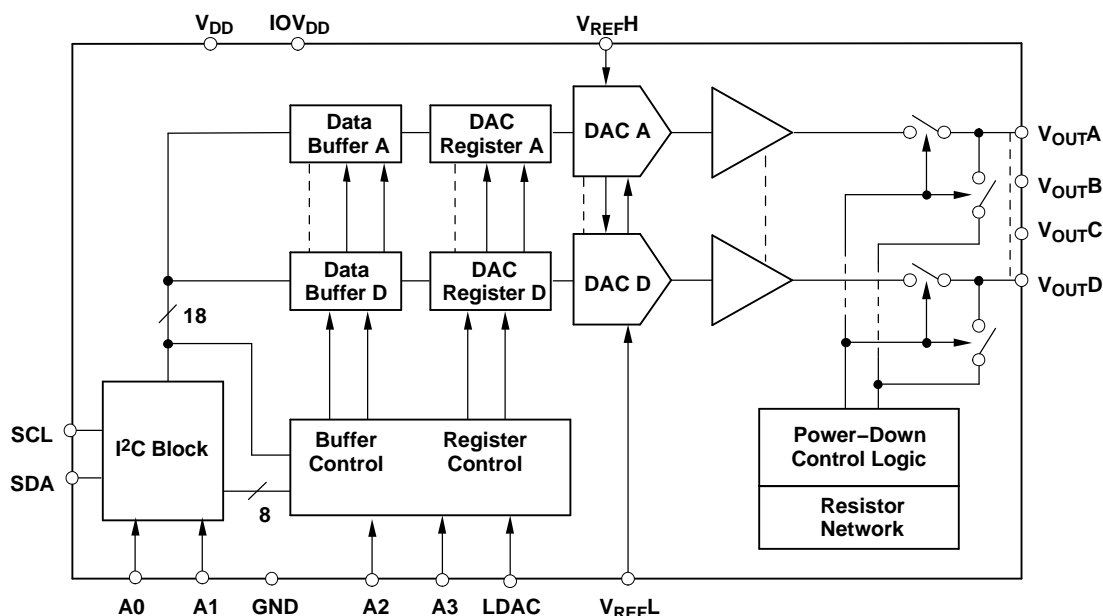 VDD IOVDD VREFH
Data Buffer A
DAC Register A
DAC A
VOUTA
VOUTB
VOUTC
Data Buffer D
DAC Register D
DAC D
VOUTD
18
SCL
SDA
I2C Block
Buffer Control
Register Control
8
Power−Down Control Logic
Resistor Network
A0 A1 GND A2 A3 LDAC VREFL